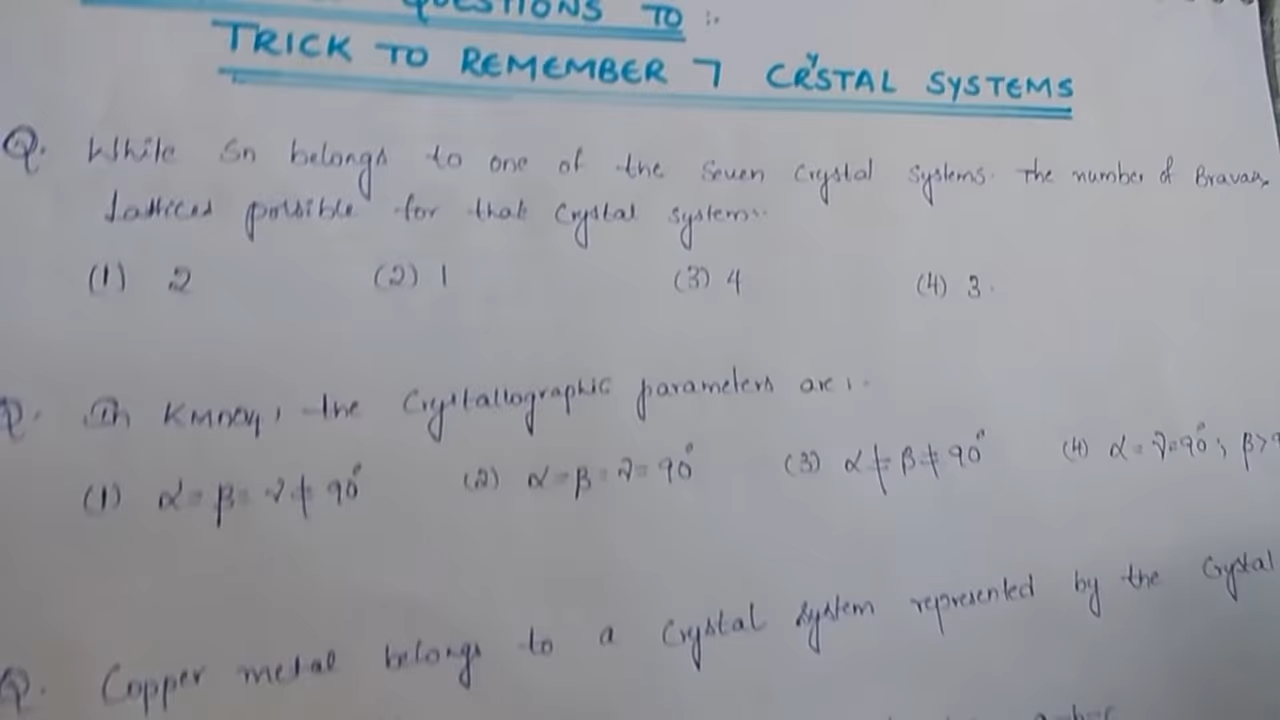 QUESTIONS TO :-
TRICK TO REMEMBER 7 CRYSTAL SYSTEMS
Q. While Sn belongs to one of the seven crystal systems. The number of Bravais
Lattices possible for that crystal system:-
(1) 2 (2) 1 (3) 4 (4) 3.
Q. In KMnO4, the Crystallographic parameters are :-
(1) α = β = γ ≠ 90° (2) α = β = γ = 90° (3) α ≠ β ≠ 90° (4) α = γ = 90°; β >
Q. Copper metal belongs to a crystal system represented by the Crystal